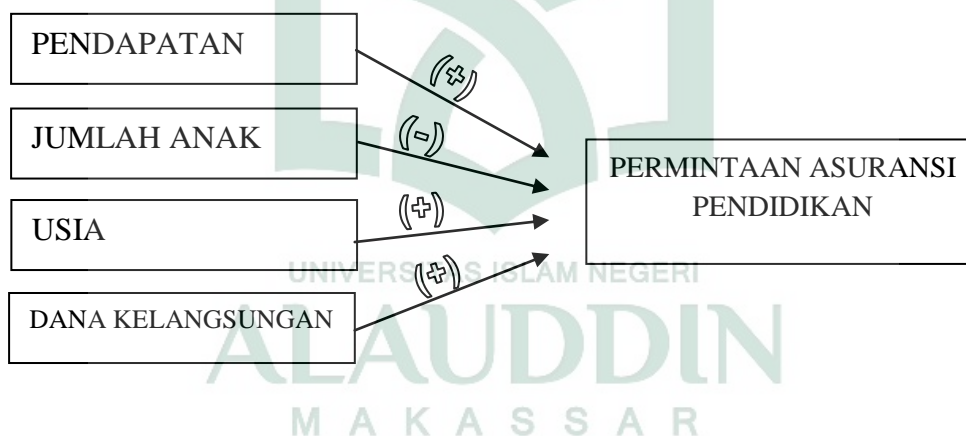 PENDAPATAN
(+)
JUMLAH ANAK
(-)
PERMINTAAN ASURANSI
PENDIDIKAN
USIA
(+)
DANA KELANGSUNGAN
(+)
UNIVERSITAS ISLAM NEGERI
ALAUDDIN
MAKASSAR